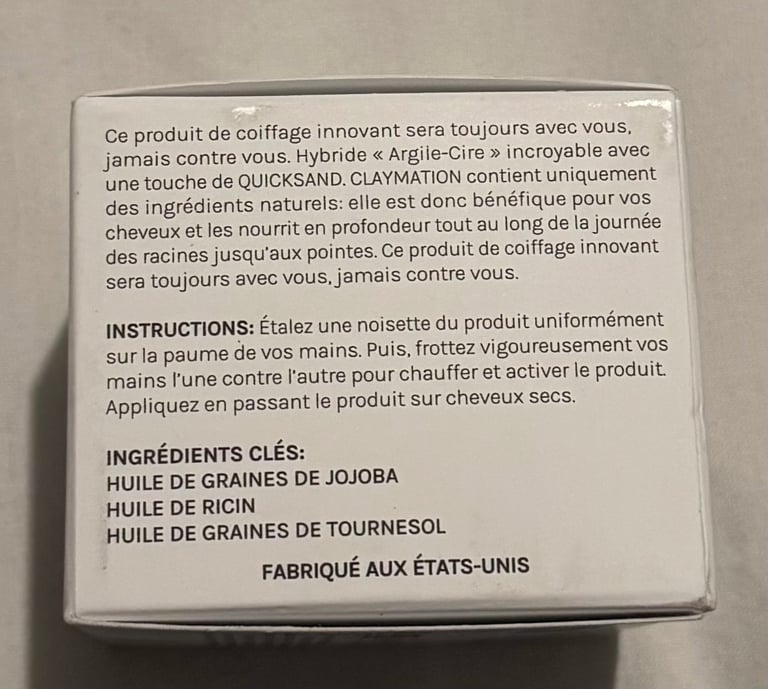 Ce produit de coiffage innovant sera toujours avec vous,
jamais contre vous. Hybride « Argile-Cire » incroyable avec
une touche de QUICKSAND. CLAYMATION contient uniquement
des ingrédients naturels: elle est donc bénéfique pour vos
cheveux et les nourrit en profondeur tout au long de la journée
des racines jusqu'aux pointes. Ce produit de coiffage innovant
sera toujours avec vous, jamais contre vous.
INSTRUCTIONS: Étalez une noisette du produit uniformément
sur la paume de vos mains. Puis, frottez vigoureusement vos
mains l'une contre l'autre pour chauffer et activer le produit.
Appliquez en passant le produit sur cheveux secs.
INGRÉDIENTS CLÉS:
HUILE DE GRAINES DE JOJOBA
HUILE DE RICIN
HUILE DE GRAINES DE TOURNESOL
FABRIQUÉ AUX ÉTATS-UNIS